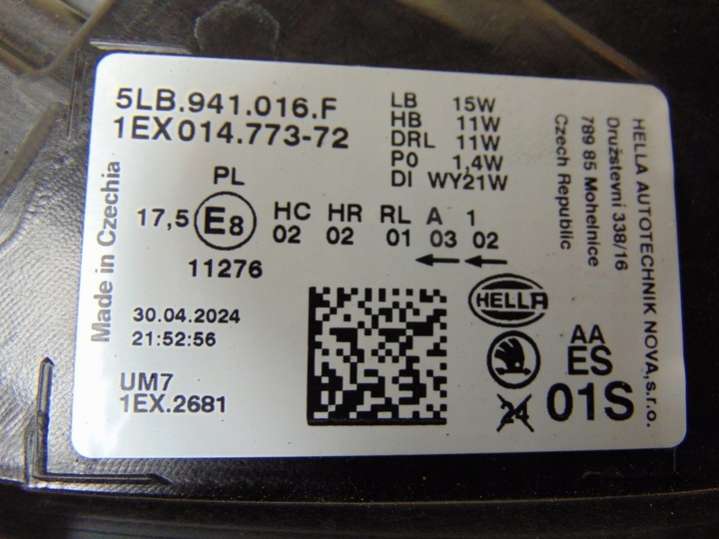 5LB.941.016.F
1EX014.773-72
LB 15W
HB 11W
DRL 11W
PO 1,4W
DI WY21W
PL
17,5 E8 HC HR RL A 1
02 02 01 03 02
11276
30.04.2024
21:52:56
UM7
1EX.2681
HELLA
AA
ES
24 01S
Made in Czechia
HELLA AUTOTECHNIK NOVA,s.r.o.
Družstevní 338/16
789 85 Mohelnice
Czech Republic